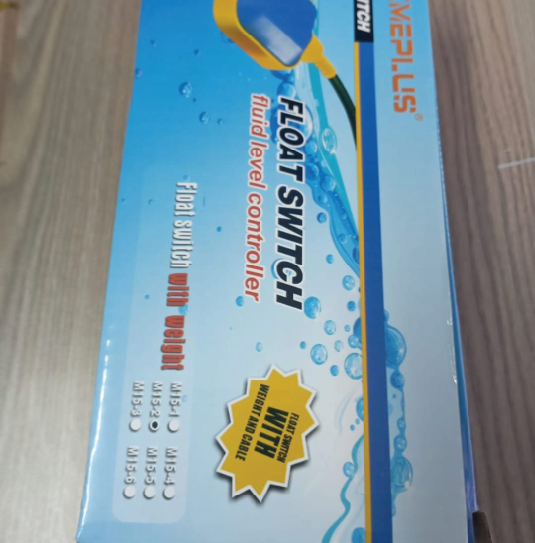 MEPLUS®
ITCH
FLOAT SWITCH
fluid level controller
FLOAT SWITCH
WITH
WEIGHT AND CABLE
Float switch with weight
M15-1
M15-4
M15-2
M15-5
M15-3
M15-6